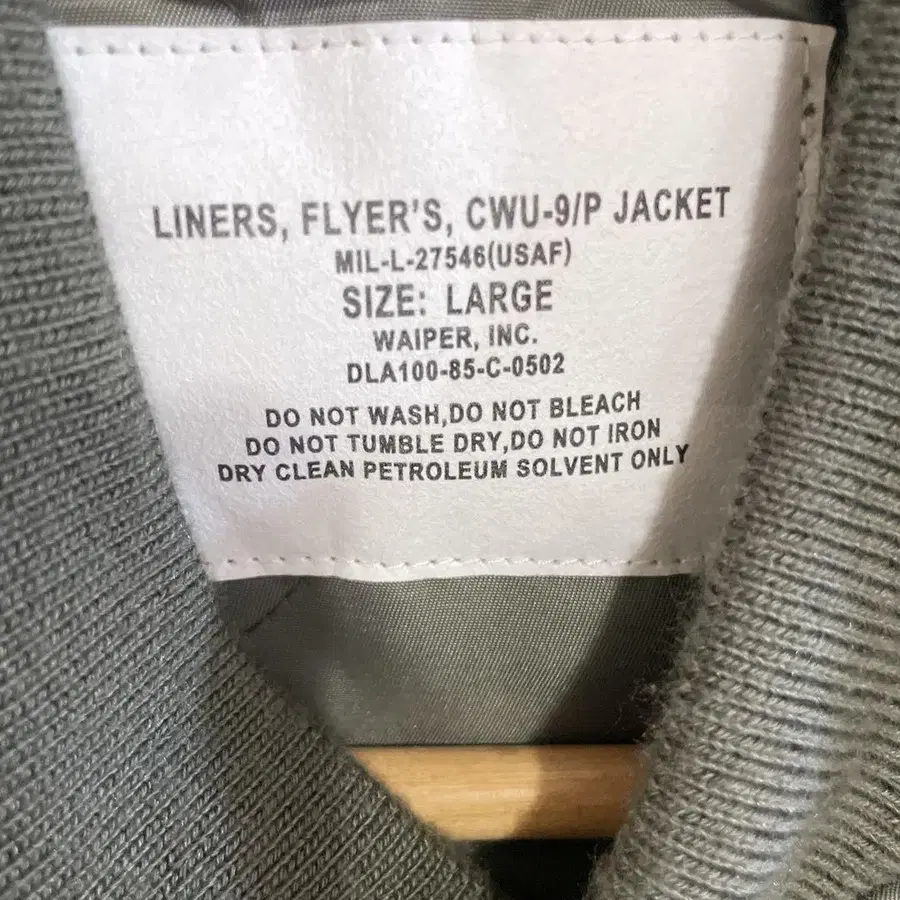 LINERS, FLYER'S, CWU-9/P JACKET
MIL-L-27546(USAF)
SIZE: LARGE
WAIPER, INC.
DLA100-85-C-0502
DO NOT WASH,DO NOT BLEACH
DO NOT TUMBLE DRY,DO NOT IRON
DRY CLEAN PETROLEUM SOLVENT ONLY